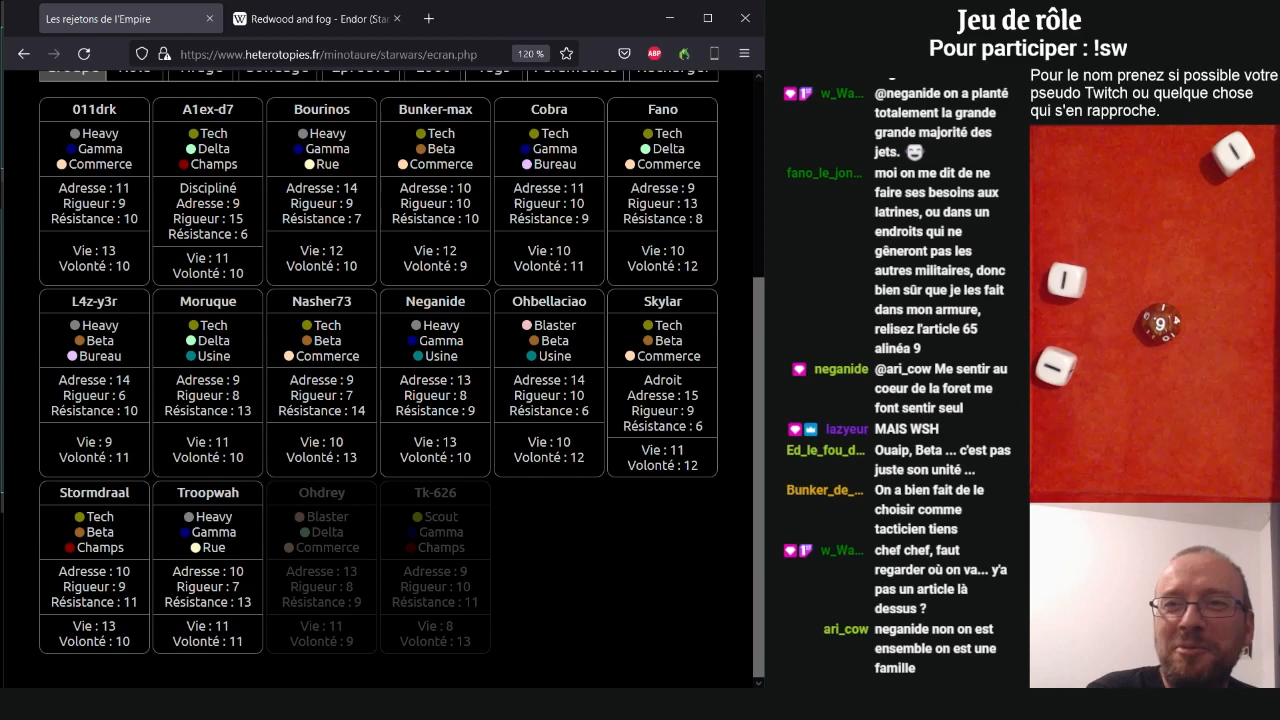 Les rejetons de l'Empire
Redwood and fog - Endor (Star
https://www.heterotopies.fr/minotaure/starwars/ecran.php
120 %
ABP
011drk
Heavy
Gamma
Commerce
Adresse : 11
Rigueur : 9
Résistance : 10
Vie : 13
Volonté : 10
A1ex-d7
Tech
Delta
Champs
Discipliné
Adresse : 9
Rigueur : 15
Résistance : 6
Vie : 11
Volonté : 10
Bourinos
Heavy
Gamma
Rue
Adresse : 14
Rigueur : 9
Résistance : 7
Vie : 12
Volonté : 10
Bunker-max
Tech
Beta
Commerce
Adresse : 10
Rigueur : 10
Résistance : 10
Vie : 12
Volonté : 9
Cobra
Tech
Gamma
Bureau
Adresse : 11
Rigueur : 10
Résistance : 9
Vie : 10
Volonté : 11
Fano
Tech
Delta
Commerce
Adresse : 9
Rigueur : 13
Résistance : 8
Vie : 10
Volonté : 12
L4z-y3r
Heavy
Beta
Bureau
Adresse : 14
Rigueur : 6
Résistance : 10
Vie : 9
Volonté : 11
Moruque
Tech
Delta
Usine
Adresse : 9
Rigueur : 8
Résistance : 13
Vie : 11
Volonté : 10
Nasher73
Tech
Beta
Commerce
Adresse : 9
Rigueur : 7
Résistance : 14
Vie : 10
Volonté : 13
Neganide
Heavy
Gamma
Usine
Adresse : 13
Rigueur : 8
Résistance : 9
Vie : 13
Volonté : 10
Ohbellaciao
Blaster
Beta
Usine
Adresse : 14
Rigueur : 10
Résistance : 6
Vie : 10
Volonté : 12
Skylar
Tech
Beta
Commerce
Adroit
Adresse : 15
Rigueur : 9
Résistance : 6
Vie : 11
Volonté : 12
Stormdraal
Tech
Beta
Champs
Adresse : 10
Rigueur : 9
Résistance : 11
Vie : 13
Volonté : 10
Troopwah
Heavy
Gamma
Rue
Adresse : 10
Rigueur : 7
Résistance : 13
Vie : 11
Volonté : 11
Ohdrey
Blaster
Delta
Commerce
Adresse : 13
Rigueur : 8
Résistance : 9
Vie : 11
Volonté : 9
Tk-626
Scout
Gamma
Champs
Adresse : 9
Rigueur : 10
Résistance : 11
Vie : 8
Volonté : 13
Jeu de rôle
Pour participer : !sw
w_Wa... @neganide on a planté
totalement la grande
grande majorité des
jets.
fano_le_jon... moi on me dit de ne
faire ses besoins aux
latrines, ou dans un
endroits qui ne
gêneront pas les
autres militaires, donc
bien sûr que je les fait
dans mon armure,
relisez l'article 65
alinéa 9
neganide @ari_cow Me sentir au
coeur de la foret me
font sentir seul
lazyeur MAIS WSH
Ed_le_fou_d... Ouaip, Beta ... c'est pas
juste son unité ...
Bunker_de_... On a bien fait de le
choisir comme
tacticien tiens
w_Wa... chef chef, faut
regarder où on va... y'a
pas un article là
dessus ?
ari_cow neganide non on est
ensemble on est une
famille
Pour le nom prenez si possible votre
pseudo Twitch ou quelque chose
qui s'en rapproche.
9